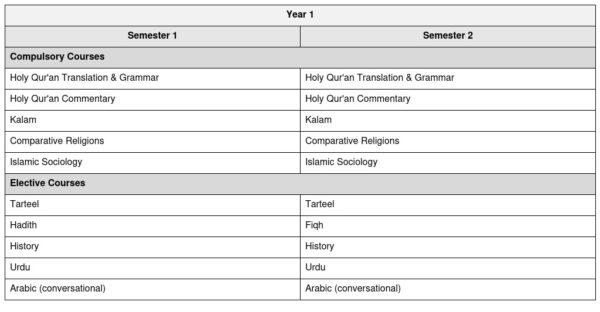 Year 1
Semester 1 Semester 2
Compulsory Courses
Holy Qur'an Translation & Grammar Holy Qur'an Translation & Grammar
Holy Qur'an Commentary Holy Qur'an Commentary
Kalam Kalam
Comparative Religions Comparative Religions
Islamic Sociology Islamic Sociology
Elective Courses
Tarteel Tarteel
Hadith Fiqh
History History
Urdu Urdu
Arabic (conversational) Arabic (conversational)